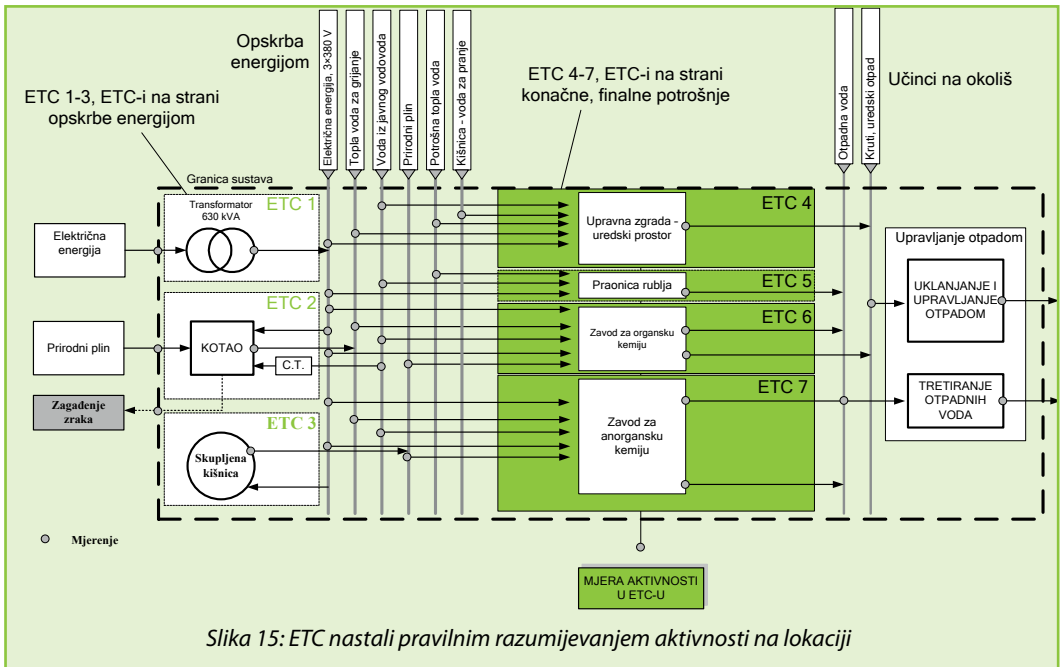 Opskrba
energijom
Električna energija, 3×380 V
Topla voda za grijanje
Voda iz javnog vodovoda
Prirodni plin
Potrošna topla voda
Kišnica - voda za pranje
ETC 4-7, ETC-i na strani
konačne, finalne potrošnje
Otpadna voda
Kruti, uredski otpad
Učinci na okoliš
ETC 1-3, ETC-i na strani
opskrbe energijom
Granica sustava
Električna
energija
Transformator
630 kVA
ETC 1
Prirodni plin
ETC 2
KOTAO
C.T.
Zagađenje
zraka
ETC 3
Skupljena
kišnica
ETC 4
Upravna zgrada -
uredski prostor
ETC 5
Praonica rublja
ETC 6
Zavod za organsku
kemiju
ETC 7
Zavod za
anorgansku
kemiju
Upravljanje otpadom
UKLANJANJE I
UPRAVLJANJE
OTPADOM
TRETIRANJE
OTPADNIH
VODA
Mjerenje
MJERA AKTIVNOSTI
U ETC-U
Slika 15: ETC nastali pravilnim razumijevanjem aktivnosti na lokaciji